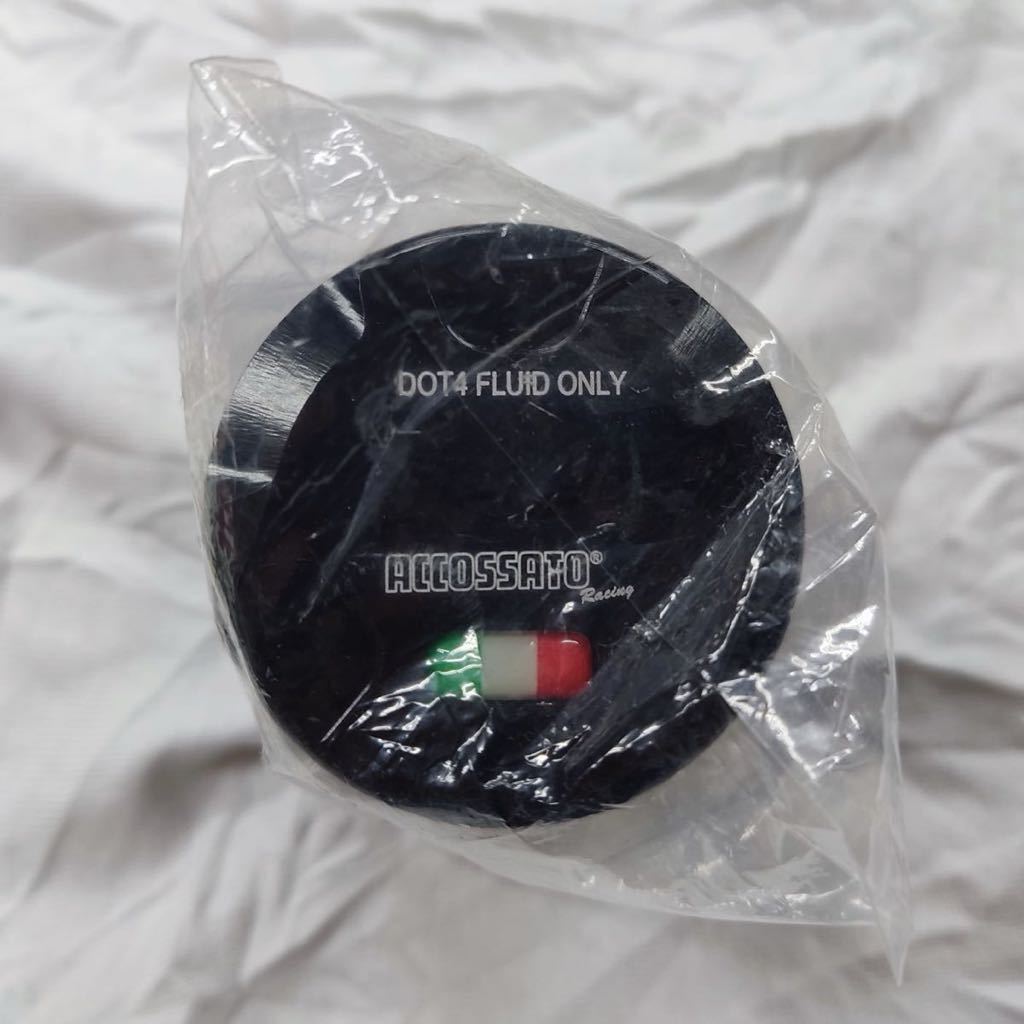 DOT4 FLUID ONLY
ACCOSSATO®
Racing